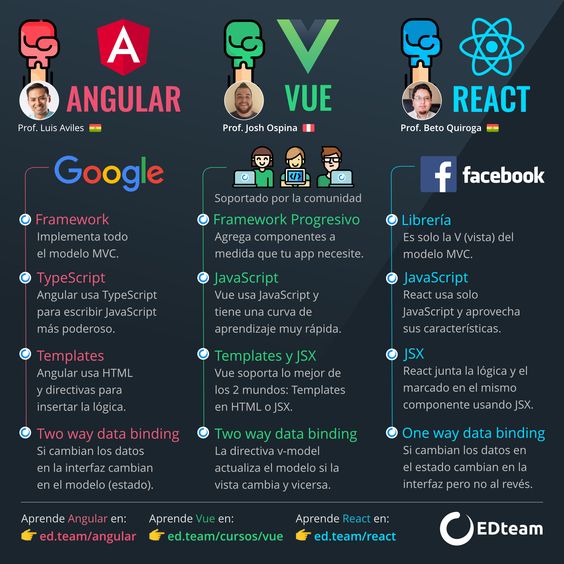 ANGULAR
Prof. Luis Aviles
VUE
Prof. Josh Ospina
REACT
Prof. Beto Quiroga
Google
Framework
Implementa todo
el modelo MVC.
TypeScript
Angular usa TypeScript
para escribir JavaScript
más poderoso.
Templates
Angular usa HTML
y directivas para
insertar la lógica.
Two way data binding
Si cambian los datos
en la interfaz cambian
en el modelo (estado).
Soportado por la comunidad
Framework Progresivo
Agrega componentes a
medida que tu app necesite.
JavaScript
Vue usa JavaScript y
tiene una curva de
aprendizaje muy rápida.
Templates y JSX
Vue soporta lo mejor de
los 2 mundos: Templates
en HTML o JSX.
Two way data binding
La directiva v-model
actualiza el modelo si la
vista cambia y vicersa.
facebook
Librería
Es solo la V (vista) del
modelo MVC.
JavaScript
React usa solo
JavaScript y aprovecha
sus características.
JSX
React junta la lógica y el
marcado en el mismo
componente usando JSX.
One way data binding
Si cambian los datos en
el estado cambian en la
interfaz pero no al revés.
Aprende Angular en:
ed.team/angular
Aprende Vue en:
ed.team/cursos/vue
Aprende React en:
ed.team/react
EDteam